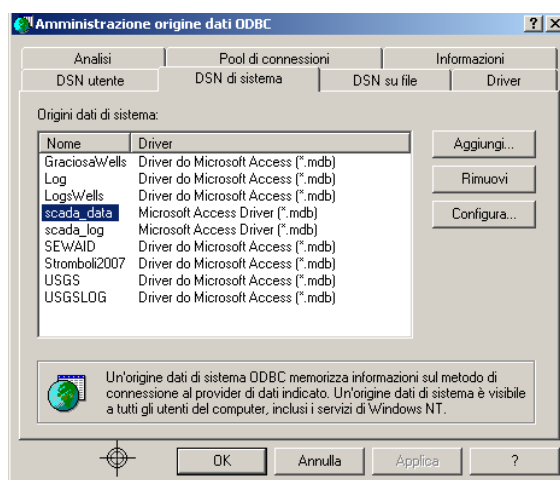 Amministrazione origine dati ODBC
Analisi Pool di connessioni Informazioni
DSN utente DSN di sistema DSN su file Driver
Origini dati di sistema:
Nome Driver
GraciosaWells Driver do Microsoft Access (*.mdb)
Log Driver do Microsoft Access (*.mdb)
LogsWells Driver do Microsoft Access (*.mdb)
scada_data Microsoft Access Driver (*.mdb)
scada_log Microsoft Access Driver (*.mdb)
SEWAID Driver do Microsoft Access (*.mdb)
Stromboli2007 Driver do Microsoft Access (*.mdb)
USGS Driver do Microsoft Access (*.mdb)
USGSLOG Driver do Microsoft Access (*.mdb)
Aggiungi...
Rimuovi
Configura...
Un'origine dati di sistema ODBC memorizza informazioni sul metodo di
connessione al provider di dati indicato. Un'origine dati di sistema è visibile
a tutti gli utenti del computer, inclusi i servizi di Windows NT.
OK Annulla Applica ?